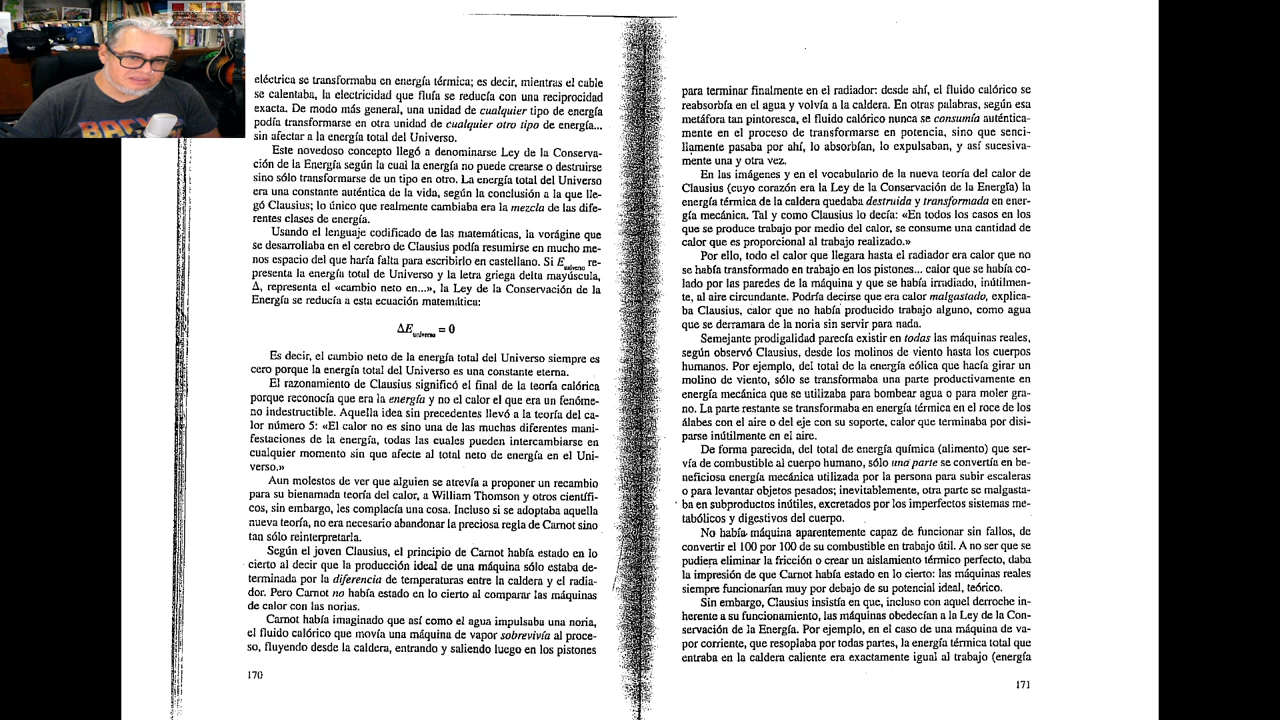 eléctrica se transformaba en energía térmica; es decir, mientras el cable
se calentaba, la electricidad que fluía se reducía con una reciprocidad
exacta. De modo más general, una unidad de cualquier tipo de energía
podía transformarse en otra unidad de cualquier otro tipo de energía...
sin afectar a la energía total del Universo.
Este novedoso concepto llegó a denominarse Ley de la Conserva-
ción de la Energía según la cual la energía no puede crearse o destruirse
sino sólo transformarse de un tipo en otro. La energía total del Universo
era una constante auténtica de la vida, según la conclusión a la que lle-
gó Clausius; lo único que realmente cambiaba era la mezcla de las dife-
rentes clases de energía.
Usando el lenguaje codificado de las matemáticas, la vorágine que
se desarrollaba en el cerebro de Clausius podía resumirse en mucho me-
nos espacio del que haría falta para escribirlo en castellano. Si E universo re-
presenta la energía total de Universo y la letra griega delta mayúscula,
Δ, representa el «cambio neto en...», la Ley de la Conservación de la
Energía se reducía a esta ecuación matemática:
ΔE universo = 0
Es decir, el cambio neto de la energía total del Universo siempre es
cero porque la energía total del Universo es una constante eterna.
El razonamiento de Clausius significó el final de la teoría calórica
porque reconocía que era la energía y no el calor el que era un fenóme-
no indestructible. Aquella idea sin precedentes llevó a la teoría del ca-
lor número 5: «El calor no es sino una de las muchas diferentes mani-
festaciones de la energía, todas las cuales pueden intercambiarse en
cualquier momento sin que afecte al total neto de energía en el Uni-
verso.»
Aun molestos de ver que alguien se atrevía a proponer un recambio
para su bienamada teoría del calor, a William Thomson y otros científi-
cos, sin embargo, les complacía una cosa. Incluso si se adoptaba aquella
nueva teoría, no era necesario abandonar la preciosa regla de Carnot sino
tan sólo reinterpretarla.
Según el joven Clausius, el principio de Carnot había estado en lo
cierto al decir que la producción ideal de una máquina sólo estaba de-
terminada por la diferencia de temperaturas entre la caldera y el radia-
dor. Pero Carnot no había estado en lo cierto al comparar las máquinas
de calor con las norias.
Carnot había imaginado que así como el agua impulsaba una noria,
el fluido calórico que movía una máquina de vapor sobrevivía al proce-
so, fluyendo desde la caldera, entrando y saliendo luego en los pistones
170
para terminar finalmente en el radiador: desde ahí, el fluido calórico se
reabsorbía en el agua y volvía a la caldera. En otras palabras, según esa
metáfora tan pintoresca, el fluido calórico nunca se consumía auténtica-
mente en el proceso de transformarse en potencia, sino que senci-
llamente pasaba por ahí, lo absorbían, lo expulsaban, y así sucesiva-
mente una y otra vez.
En las imágenes y en el vocabulario de la nueva teoría del calor de
Clausius (cuyo corazón era la Ley de la Conservación de la Energía) la
energía térmica de la caldera quedaba destruida y transformada en ener-
gía mecánica. Tal y como Clausius lo decía: «En todos los casos en los
que se produce trabajo por medio del calor, se consume una cantidad de
calor que es proporcional al trabajo realizado.»
Por ello, todo el calor que llegara hasta el radiador era calor que no
se había transformado en trabajo en los pistones... calor que se había co-
lado por las paredes de la máquina y que se había irradiado, inútilmen-
te, al aire circundante. Podría decirse que era calor malgastado, explica-
ba Clausius, calor que no había producido trabajo alguno, como agua
que se derramara de la noria sin servir para nada.
Semejante prodigalidad parecía existir en todas las máquinas reales,
según observó Clausius, desde los molinos de viento hasta los cuerpos
humanos. Por ejemplo, del total de la energía eólica que hacía girar un
molino de viento, sólo se transformaba una parte productivamente en
energía mecánica que se utilizaba para bombear agua o para moler gra-
no. La parte restante se transformaba en energía térmica en el roce de los
álabes con el aire o del eje con su soporte, calor que terminaba por disi-
parse inútilmente en el aire.
De forma parecida, del total de energía química (alimento) que ser-
vía de combustible al cuerpo humano, sólo una parte se convertía en be-
neficiosa energía mecánica utilizada por la persona para subir escaleras
o para levantar objetos pesados; inevitablemente, otra parte se malgasta-
ba en subproductos inútiles, excretados por los imperfectos sistemas me-
tabólicos y digestivos del cuerpo.
No había máquina aparentemente capaz de funcionar sin fallos, de
convertir el 100 por 100 de su combustible en trabajo útil. A no ser que se
pudiera eliminar la fricción o crear un aislamiento térmico perfecto, daba
la impresión de que Carnot había estado en lo cierto: las máquinas reales
siempre funcionarían muy por debajo de su potencial ideal, teórico.
Sin embargo, Clausius insistía en que, incluso con aquel derroche in-
herente a su funcionamiento, las máquinas obedecían a la Ley de la Con-
servación de la Energía. Por ejemplo, en el caso de una máquina de va-
por corriente, que resoplaba por todas partes, la energía térmica total que
entraba en la caldera caliente era exactamente igual al trabajo (energía
171